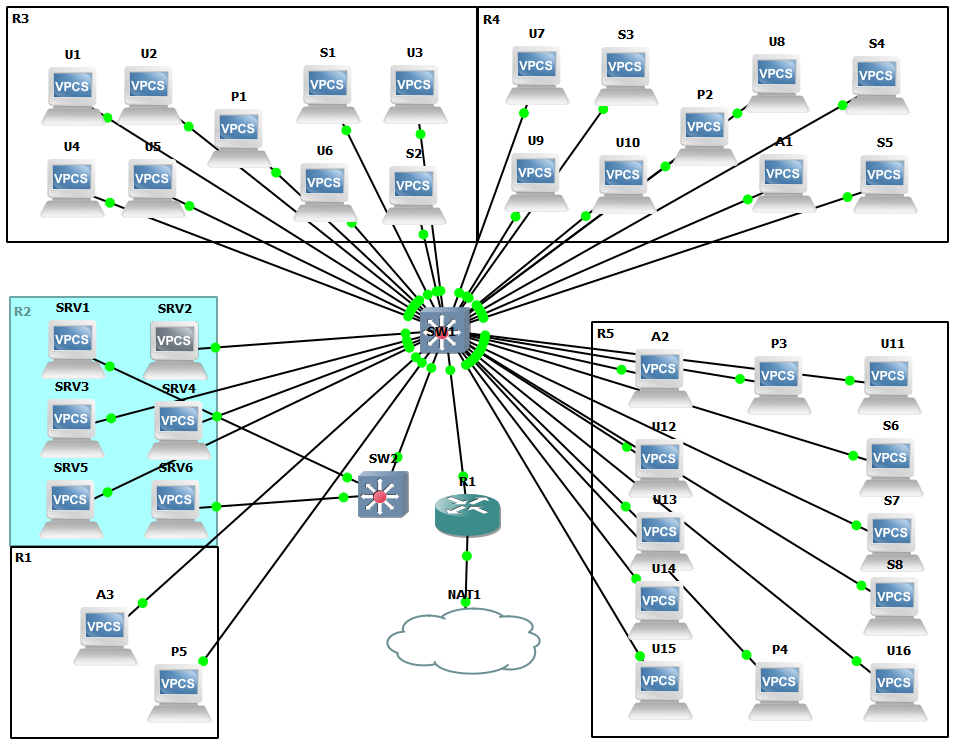 R3
U1
VPCS
U2
VPCS
P1
VPCS
S1
VPCS
U3
VPCS
U4
VPCS
U5
VPCS
U6
VPCS
S2
VPCS
R4
U7
VPCS
S3
VPCS
P2
VPCS
U8
VPCS
S4
VPCS
U9
VPCS
U10
VPCS
A1
VPCS
S5
VPCS
R2
SRV1
VPCS
SRV2
VPCS
SRV3
VPCS
SRV4
VPCS
SRV5
VPCS
SRV6
VPCS
SW1
SW2
R1
NAT1
R1
A3
VPCS
P5
VPCS
R5
A2
VPCS
P3
VPCS
U11
VPCS
U12
VPCS
S6
VPCS
U13
VPCS
S7
VPCS
U14
VPCS
S8
VPCS
U15
VPCS
P4
VPCS
U16
VPCS